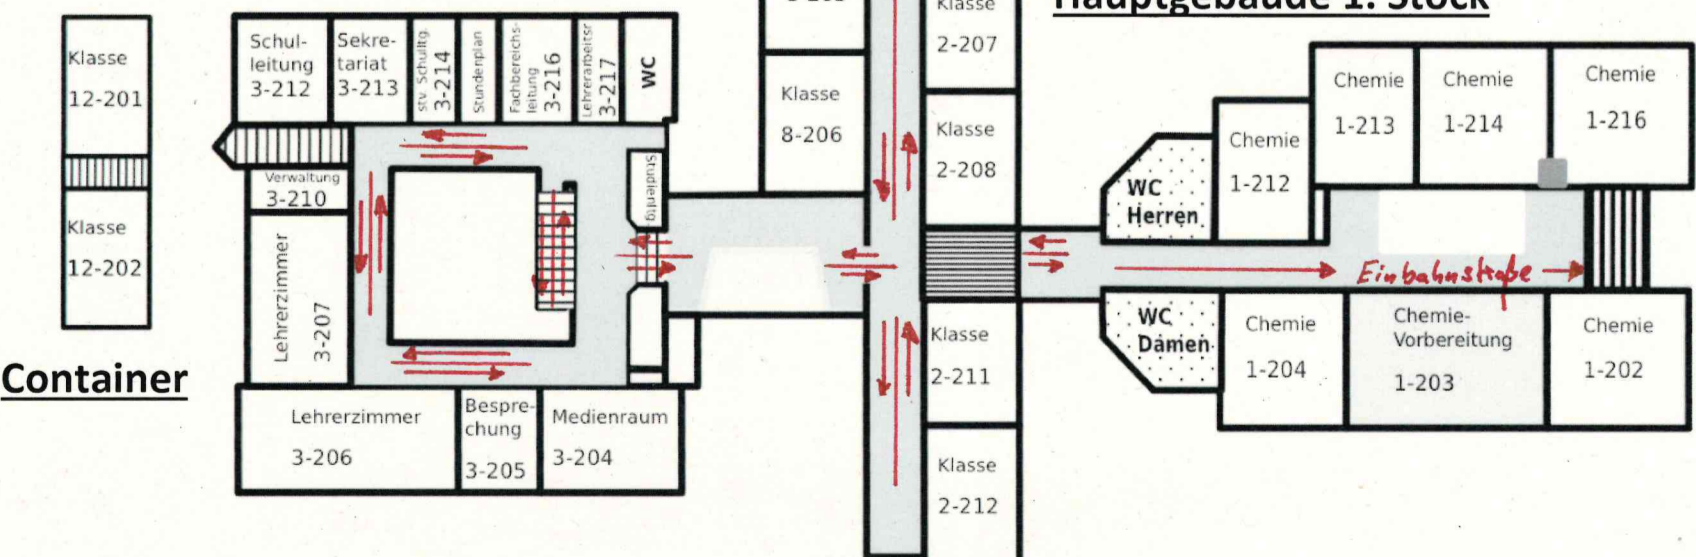 Hauptgebäude 1. Stock
Klasse
12-201
Klasse
12-202
Container
Schul-
leitung
3-212
Sekre-
tariat
3-213
stv. Schulltg.
3-214
Stundenplan
Fachbereichs-
leitung
3-216
Lehrerarbeitsr
3-217
WC
Verwaltung
3-210
Lehrerzimmer
3-207
Studienltg
Lehrerzimmer
3-206
Bespre-
chung
3-205
Medienraum
3-204
Klasse
8-206
Klasse
2-207
Klasse
2-208
Klasse
2-211
Klasse
2-212
WC
Herren
WC
Damen
Chemie
1-212
Chemie
1-213
Chemie
1-214
Chemie
1-216
Einbahnstraße
Chemie
1-204
Chemie-
Vorbereitung
1-203
Chemie
1-202